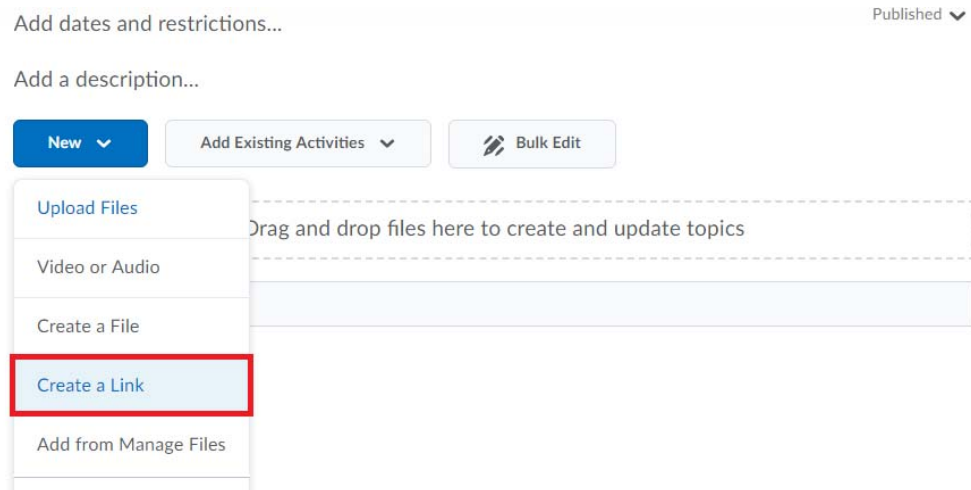 Add dates and restrictions...
Published
Add a description...
New
Add Existing Activities
Bulk Edit
Upload Files
Drag and drop files here to create and update topics
Video or Audio
Create a File
Create a Link
Add from Manage Files